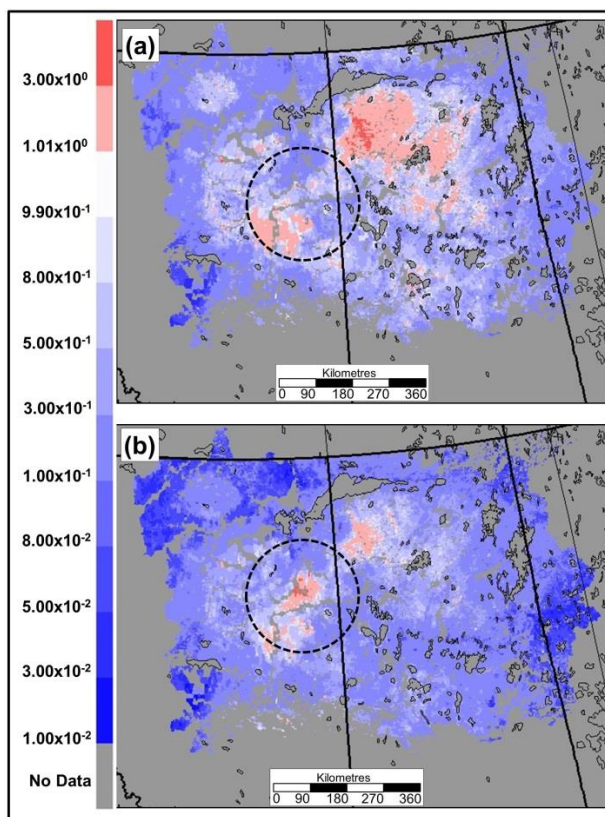 3.00x10⁰
1.01x10⁰
9.90x10⁻¹
8.00x10⁻¹
5.00x10⁻¹
3.00x10⁻¹
1.00x10⁻¹
8.00x10⁻²
5.00x10⁻²
3.00x10⁻²
1.00x10⁻²
No Data
(a)
Kilometres
0 90 180 270 360
(b)
Kilometres
0 90 180 270 360